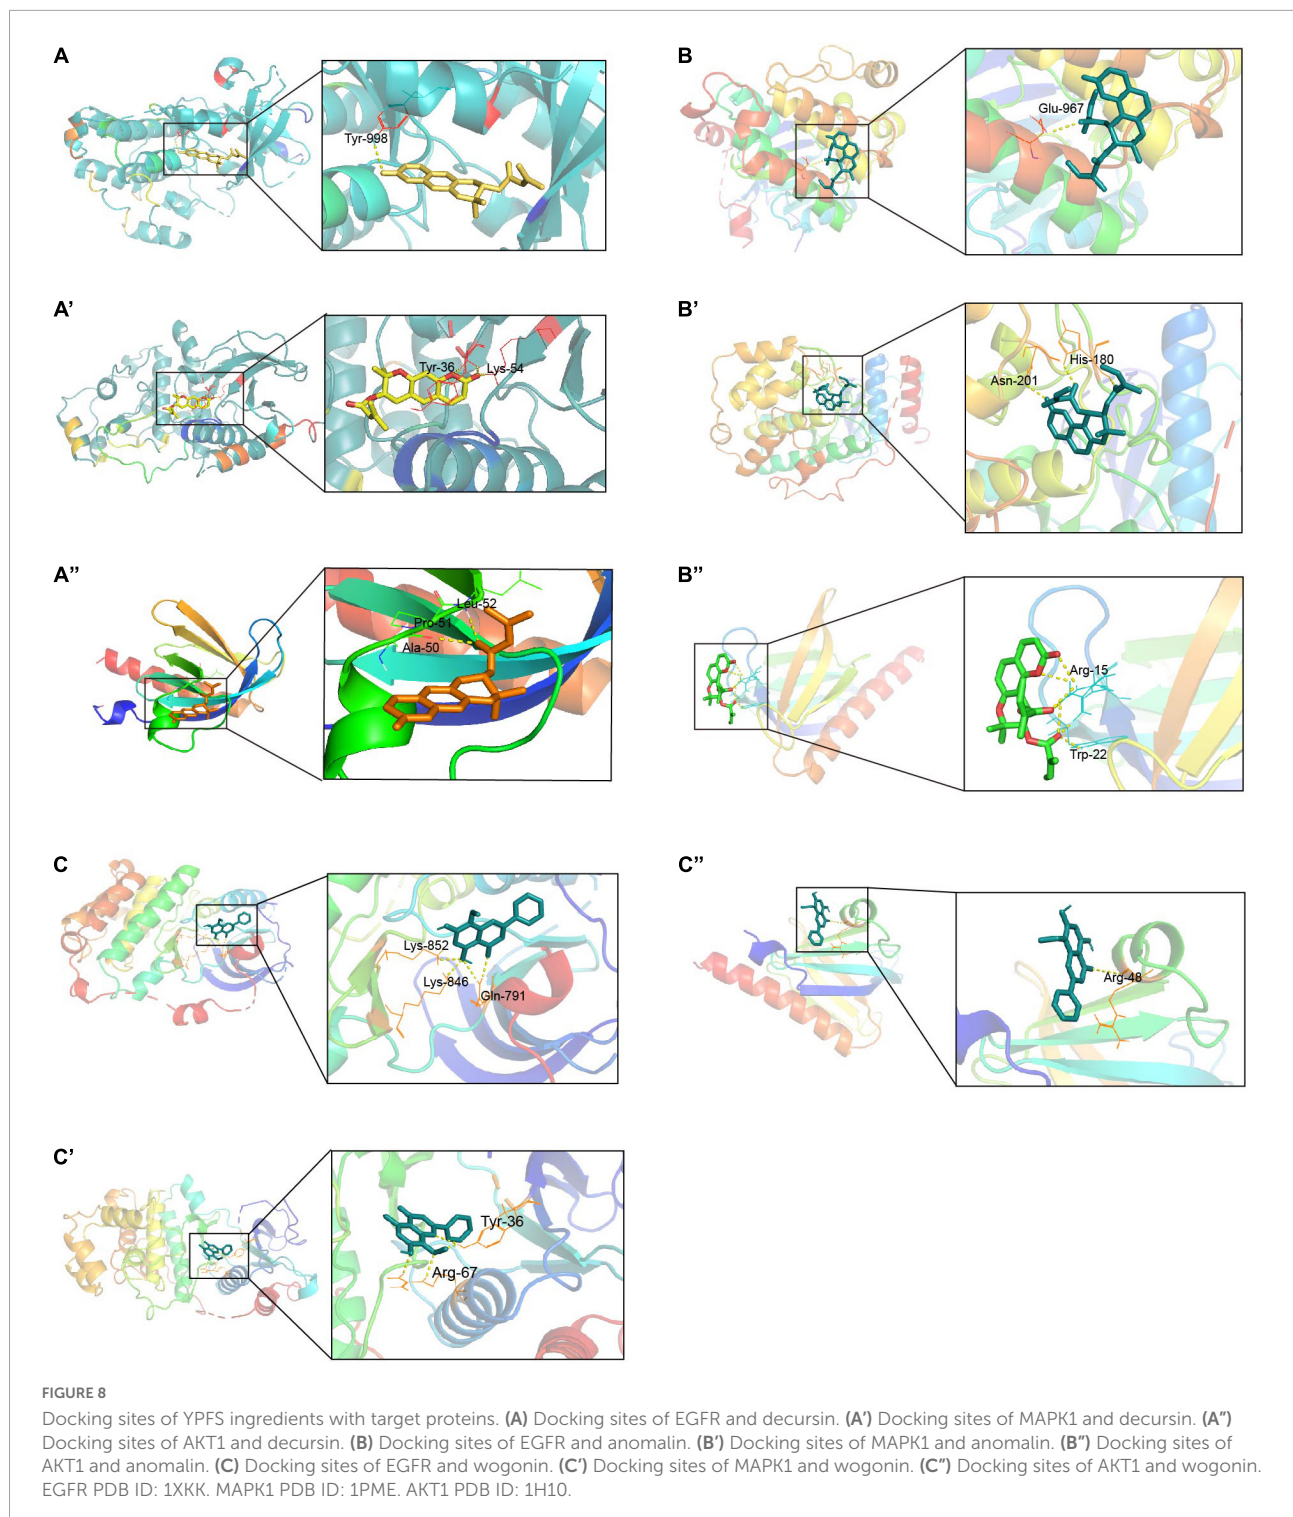 A
Tyr-998
B
Glu-967
A’
Tyr-36
Lys-54
B’
His-180
Asn-201
A”
Leu-52
Pro-51
Ala-50
B”
Arg-15
Trp-22
C
Lys-852
Lys-846
Gln-791
C”
Arg-48
C’
Tyr-36
Arg-67
FIGURE 8
Docking sites of YPFS ingredients with target proteins. (A) Docking sites of EGFR and decursin. (A’) Docking sites of MAPK1 and decursin. (A”)
Docking sites of AKT1 and decursin. (B) Docking sites of EGFR and anomalin. (B’) Docking sites of MAPK1 and anomalin. (B”) Docking sites of
AKT1 and anomalin. (C) Docking sites of EGFR and wogonin. (C’) Docking sites of MAPK1 and wogonin. (C”) Docking sites of AKT1 and wogonin.
EGFR PDB ID: 1XKK. MAPK1 PDB ID: 1PME. AKT1 PDB ID: 1H10.